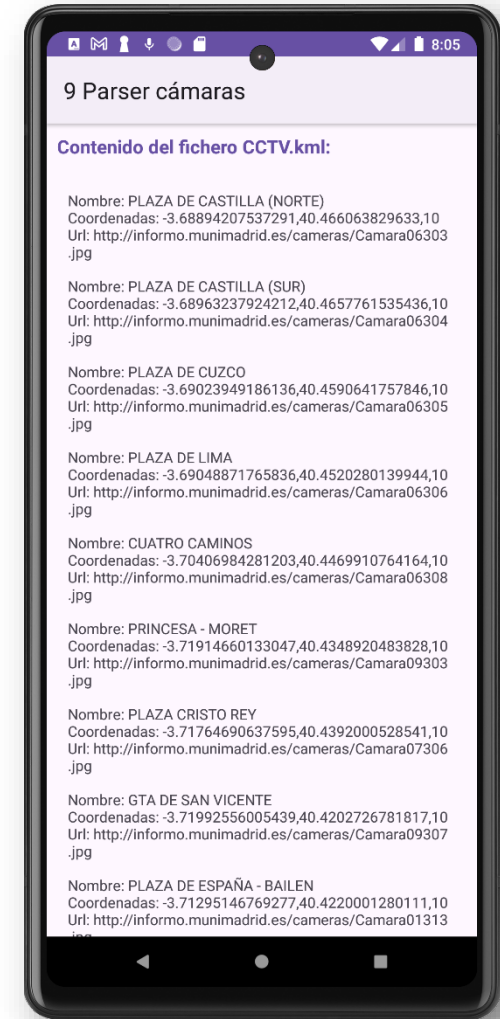 8:05
9 Parser cámaras
Contenido del fichero CCTV.kml:
Nombre: PLAZA DE CASTILLA (NORTE)
Coordenadas: -3.68894207537291,40.466063829633,10
Url: http://informo.munimadrid.es/cameras/Camara06303
.jpg
Nombre: PLAZA DE CASTILLA (SUR)
Coordenadas: -3.68963237924212,40.4657761535436,10
Url: http://informo.munimadrid.es/cameras/Camara06304
.jpg
Nombre: PLAZA DE CUZCO
Coordenadas: -3.69023949186136,40.4590641757846,10
Url: http://informo.munimadrid.es/cameras/Camara06305
.jpg
Nombre: PLAZA DE LIMA
Coordenadas: -3.69048871765836,40.4520280139944,10
Url: http://informo.munimadrid.es/cameras/Camara06306
.jpg
Nombre: CUATRO CAMINOS
Coordenadas: -3.70406984281203,40.4469910764164,10
Url: http://informo.munimadrid.es/cameras/Camara06308
.jpg
Nombre: PRINCESA - MORET
Coordenadas: -3.71914660133047,40.4348920483828,10
Url: http://informo.munimadrid.es/cameras/Camara09303
.jpg
Nombre: PLAZA CRISTO REY
Coordenadas: -3.71764690637595,40.4392000528541,10
Url: http://informo.munimadrid.es/cameras/Camara07306
.jpg
Nombre: GTA DE SAN VICENTE
Coordenadas: -3.71992556005439,40.4202726781817,10
Url: http://informo.munimadrid.es/cameras/Camara09307
.jpg
Nombre: PLAZA DE ESPAÑA - BAILEN
Coordenadas: -3.71295146769277,40.4220001280111,10
Url: http://informo.munimadrid.es/cameras/Camara01313